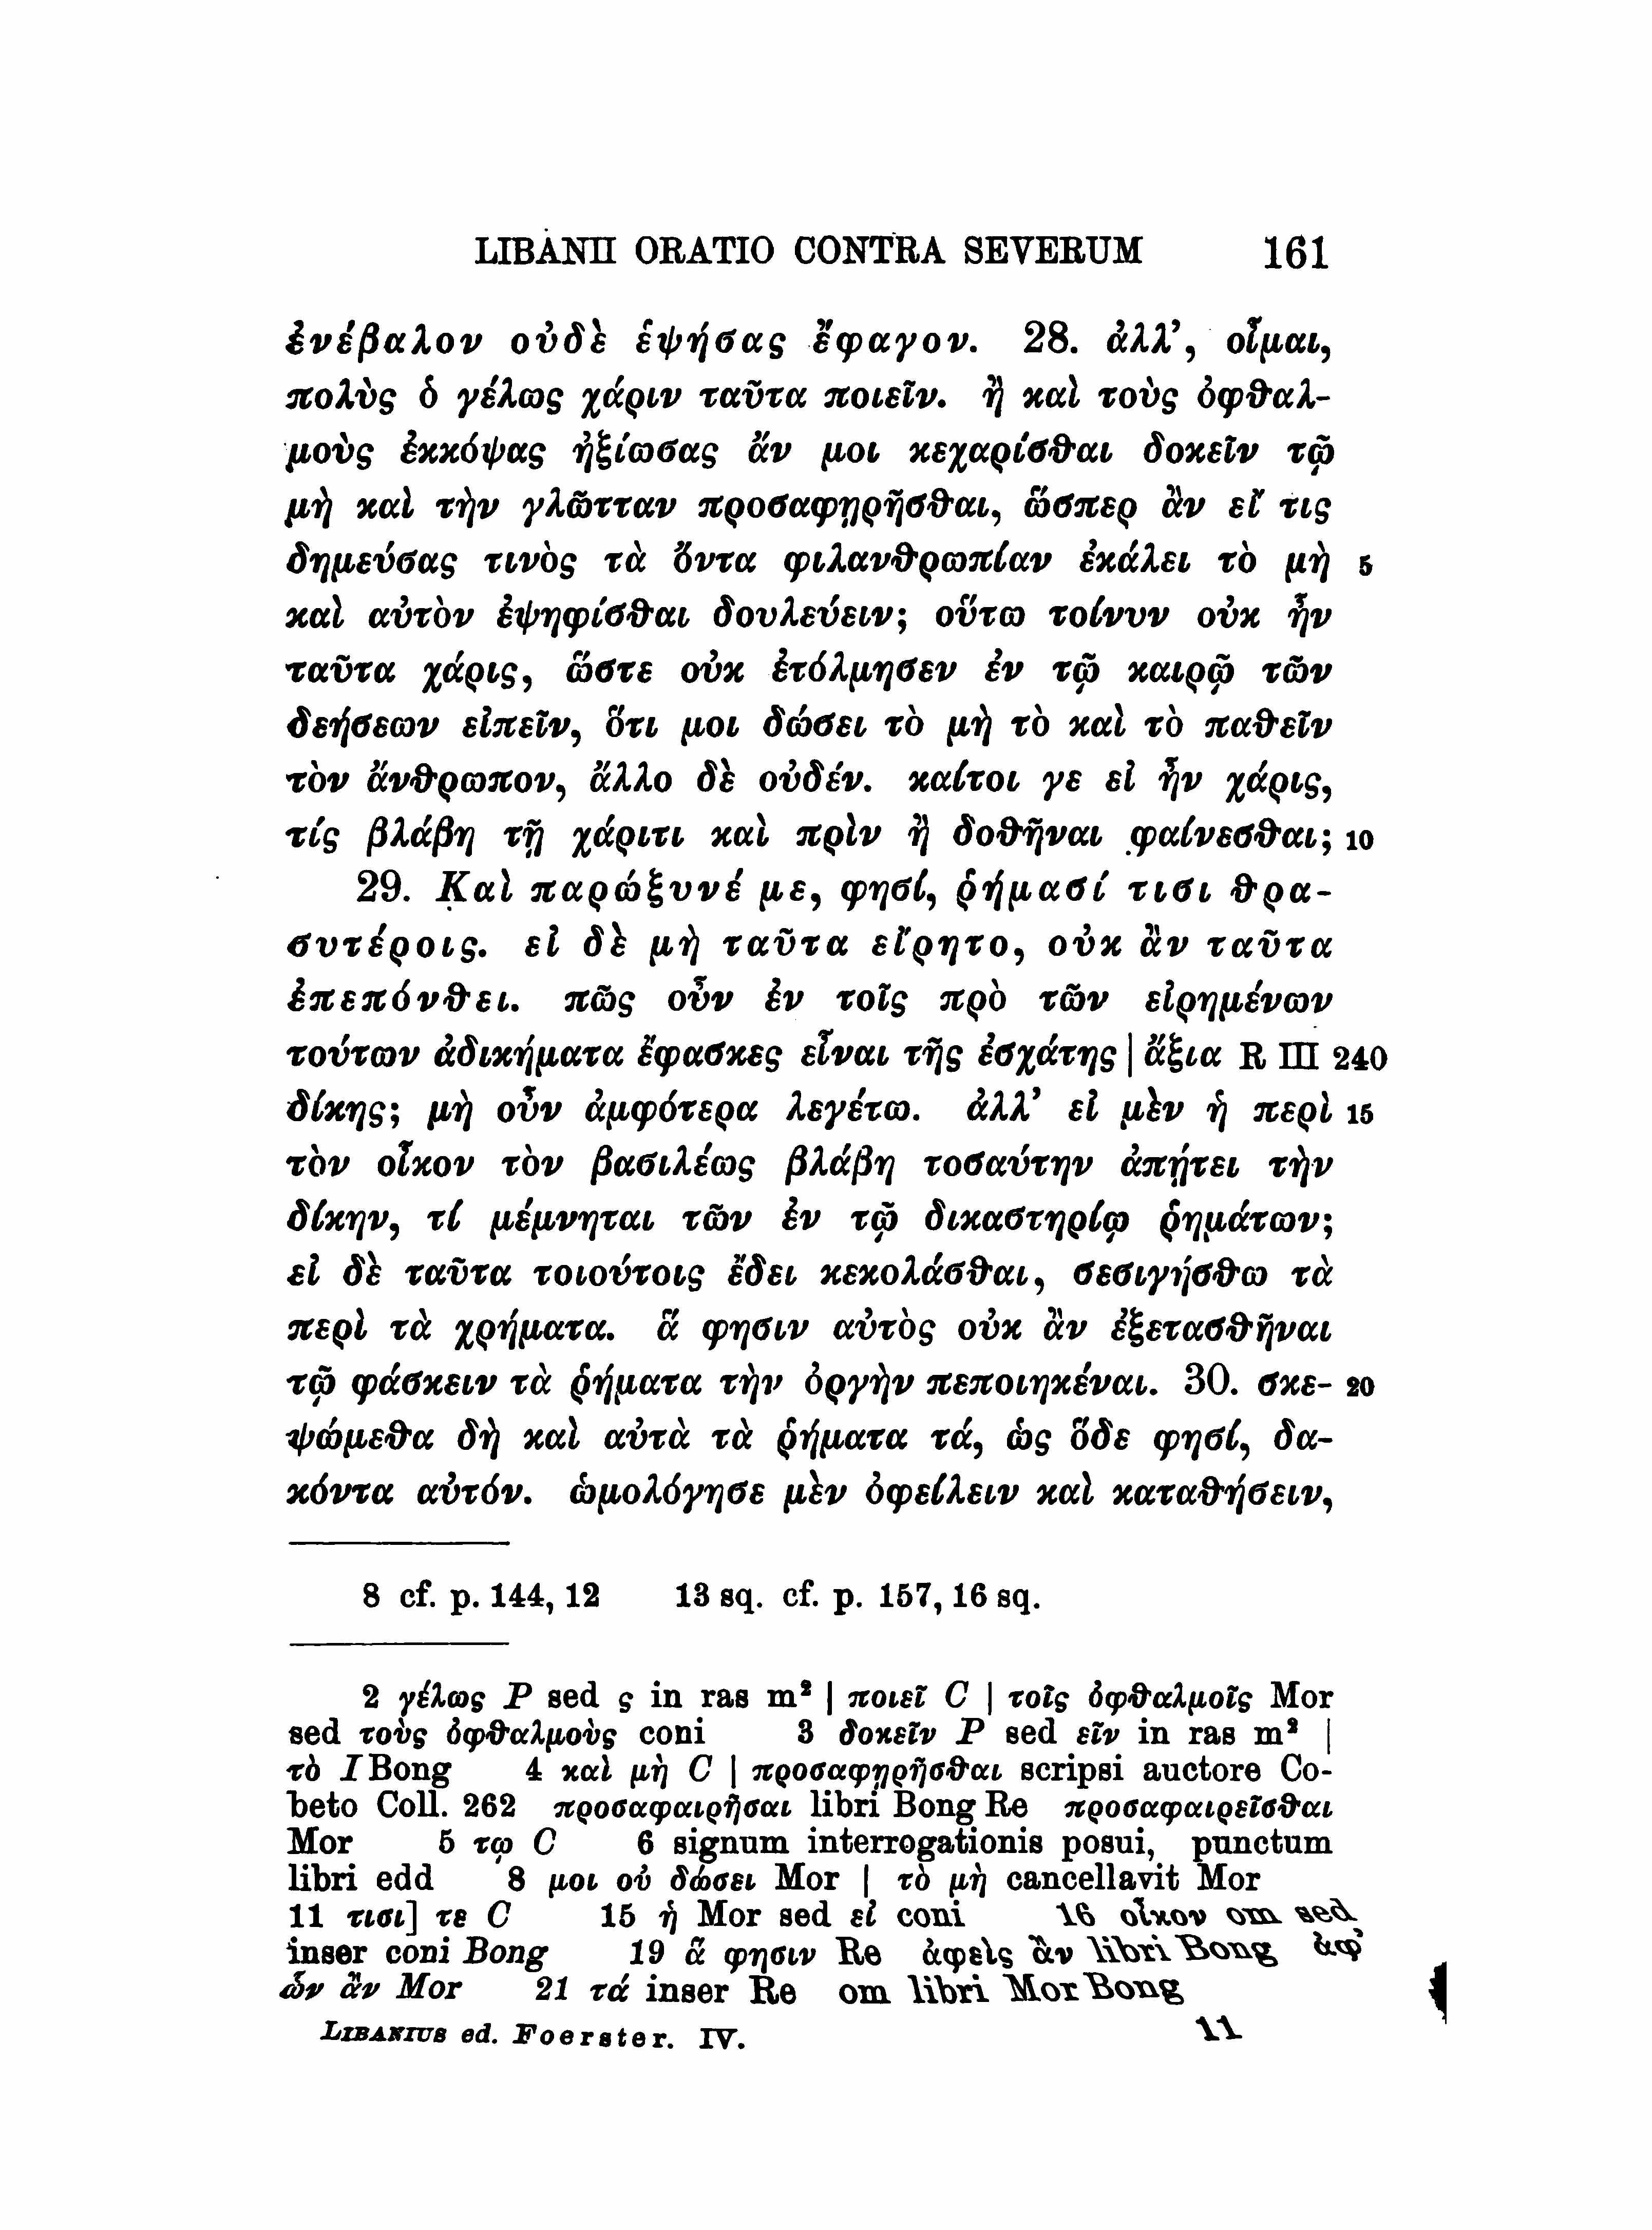 LIBANII ORATIO CONTRA SEVERUM 161
ἐνέβαλον οὐδὲ ἑψήσας ἔφαγον. 28. ἀλλ’, οἶμαι,
πολὺς ὁ γέλως χάριν ταῦτα ποιεῖν. ἢ καὶ τοὺς ὀφθαλ-
μοὺς ἐκκόψας ἠξίωσας ἄν μοι κεχαρίσθαι δοκεῖν τῷ
μὴ καὶ τὴν γλῶτταν προσαφῃρῆσθαι, ὥσπερ ἂν εἴ τις
δημεύσας τινὸς τὰ ὄντα φιλανθρωπίαν ἐκάλει τὸ μὴ 5
καὶ αὐτὸν ἐψηφίσθαι δουλεύειν; οὕτω τοίνυν οὐκ ἦν
ταῦτα χάρις, ὥστε οὐκ ἐτόλμησεν ἐν τῷ καιρῷ τῶν
δεήσεων εἰπεῖν, ὅτι μοι δώσει τὸ μὴ τὸ καὶ τὸ παθεῖν
τὸν ἄνθρωπον, ἄλλο δὲ οὐδέν. καίτοι γε εἰ ἦν χάρις,
τίς βλάβη τῇ χάριτι καὶ πρὶν ἢ δοθῆναι φαίνεσθαι; 10
29. Καὶ παρώξυνέ με, φησί, ῥήμασί τισι θρα-
συτέροις. εἰ δὲ μὴ ταῦτα εἴρητο, οὐκ ἂν ταῦτα
ἐπεπόνθει. πῶς οὖν ἐν τοῖς πρὸ τῶν εἰρημένων
τούτων ἀδικήματα ἔφασκες εἶναι τῆς ἐσχάτης | ἄξια R III 240
δίκης; μὴ οὖν ἀμφότερα λεγέτω. ἀλλ’ εἰ μὲν ἡ περὶ 15
τὸν οἶκον τὸν βασιλέως βλάβη τοσαύτην ἀπῄτει τὴν
δίκην, τί μέμνηται τῶν ἐν τῷ δικαστηρίῳ ῥημάτων;
εἰ δὲ ταῦτα τοιούτοις ἔδει κεκολάσθαι, σεσιγήσθω τὰ
περὶ τὰ χρήματα. ἅ φησιν αὐτὸς οὐκ ἂν ἐξετασθῆναι
τῷ φάσκειν τὰ ῥήματα τὴν ὀργὴν πεποιηκέναι. 30. σκε- 20
ψώμεθα δὴ καὶ αὐτὰ τὰ ῥήματα τά, ὡς ὅδε φησί, δα-
κόντα αὐτόν. ὡμολόγησε μὲν ὀφείλειν καὶ καταθήσειν,
8 cf. p. 144, 12 13 sq. cf. p. 157, 16 sq.
2 γέλως P sed ς in ras m² | ποιεῖ C | τοῖς ὀφθαλμοῖς Mor
sed τοὺς ὀφθαλμοὺς coni 3 δοκεῖν P sed εῖν in ras m² |
τὸ I Bong 4 καὶ μὴ C | προσαφῃρῆσθαι scripsi auctore Co-
beto Coll. 262 προσαφαιρῆσαι libri Bong Re προσαφαιρεῖσθαι
Mor 5 τῳ C 6 signum interrogationis posui, punctum
libri edd 8 μοι οὐ δώσει Mor | τὸ μὴ cancellavit Mor
11 τισι] τε C 15 ἡ Mor sed εἰ coni 16 οἶκον om sed
inser coni Bong 19 ἅ φησιν Re ἀφεὶς ἂν libri Bong ἀφ’
ὧν ἂν Mor 21 τά inser Re om libri Mor Bong
LIBANIUS ed. Foerster. IV. 11